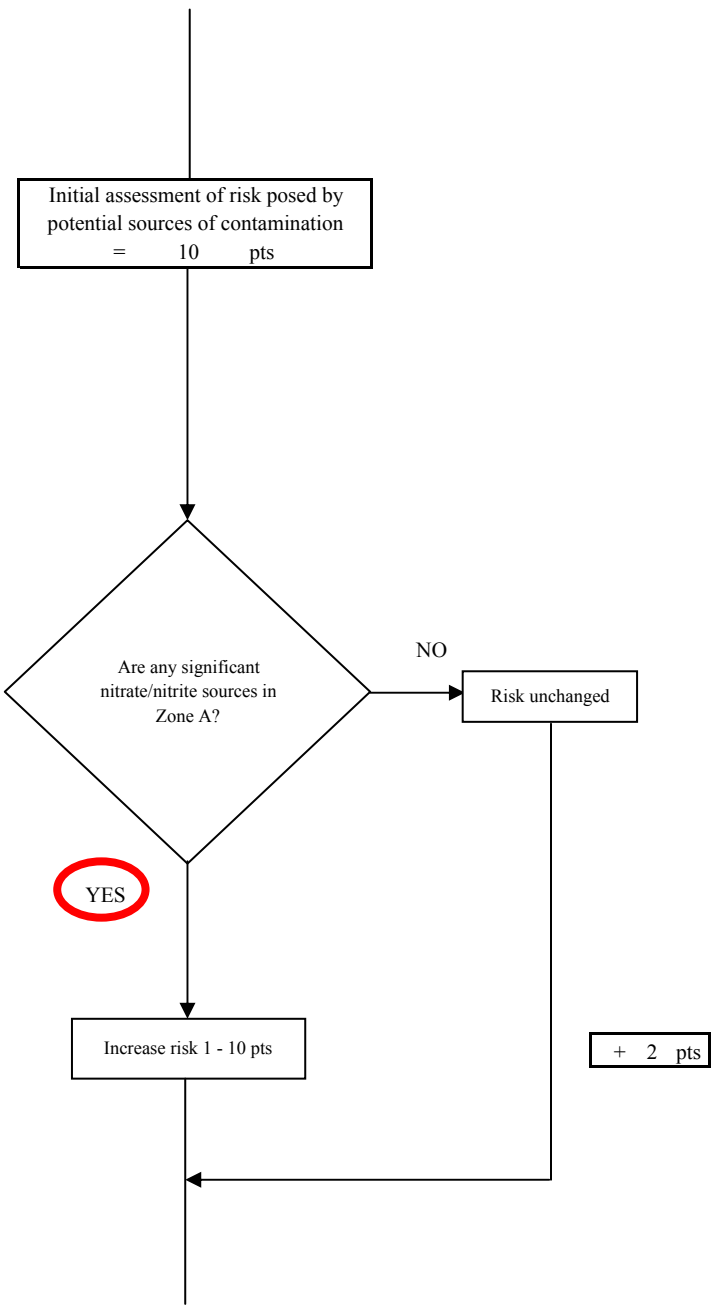 Initial assessment of risk posed by
potential sources of contamination
= 10 pts
Are any significant
nitrate/nitrite sources in
Zone A?
NO
Risk unchanged
YES
Increase risk 1 - 10 pts
+ 2 pts